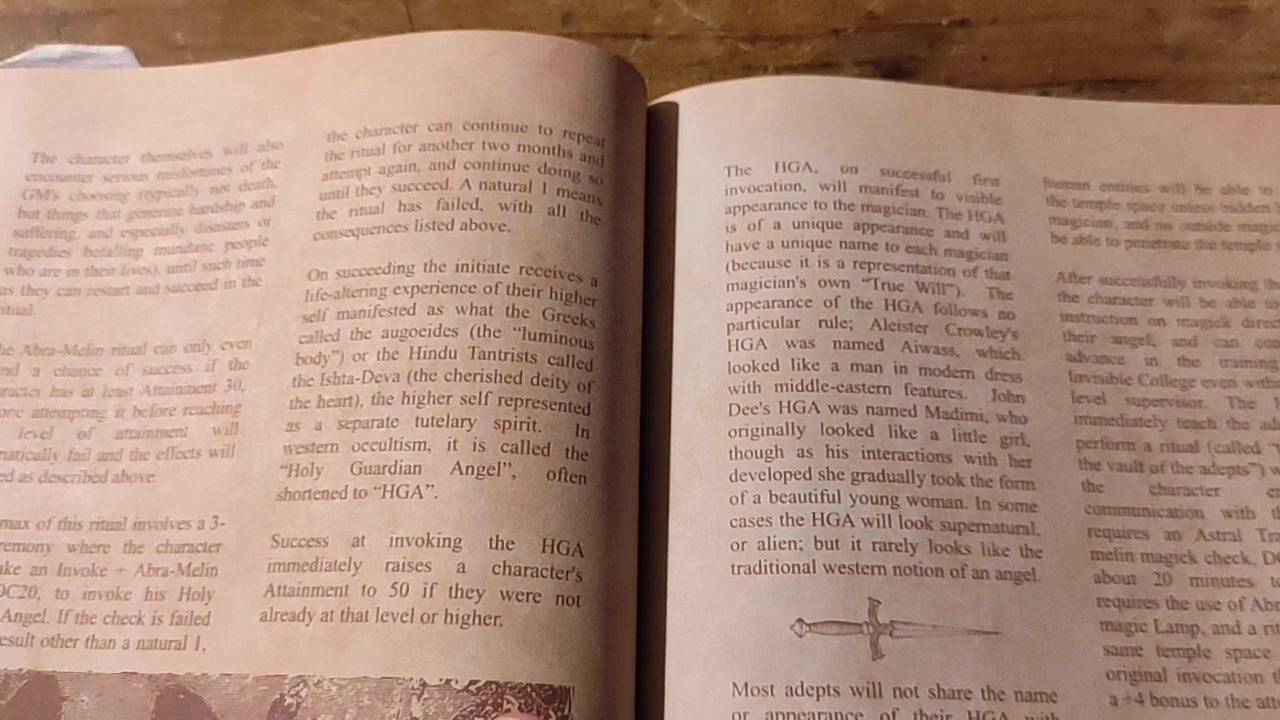 The character themselves will also
encounter serious misfortunes of the
GM's choosing (typically not death,
but things that generate hardship and
suffering, and especially disasters or
tragedies befalling mundane people
who are in their lives), until such time
as they can restart and succeed in the
ritual.
Abra-Melin ritual can only even
a chance of success if the
has at least Attainment 30,
attempting it before reaching
level of attainment will
fail and the effects will
as described above.
of this ritual involves a 3-
where the character
an Invoke + Abra-Melin
DC20, to invoke his Holy
Angel. If the check is failed
result other than a natural 1,
the character can continue to repeat
the ritual for another two months and
attempt again, and continue doing so
until they succeed. A natural 1 means
the ritual has failed, with all the
consequences listed above.
On succeeding the initiate receives a
life-altering experience of their higher
self manifested as what the Greeks
called the augocides (the “luminous
body”) or the Hindu Tantrists called
the Ishta-Deva (the cherished deity of
the heart), the higher self represented
as a separate tutelary spirit. In
western occultism, it is called the
“Holy Guardian Angel”, often
shortened to “HGA”.
Success at invoking the HGA
immediately raises a character's
Attainment to 50 if they were not
already at that level or higher.
The HGA, on successful first
invocation, will manifest to visible
appearance to the magician. The HGA
is of a unique appearance and will
have a unique name to each magician
(because it is a representation of that
magician's own “True Will”). The
appearance of the HGA follows no
particular rule; Aleister Crowley's
HGA was named Aiwass, which
looked like a man in modern dress
with middle-eastern features. John
Dee's HGA was named Madimi, who
originally looked like a little girl,
though as his interactions with her
developed she gradually took the form
of a beautiful young woman. In some
cases the HGA will look supernatural,
or alien; but it rarely looks like the
traditional western notion of an angel.
Most adepts will not share the name
or appearance of their HGA with
human entities will be able to
the temple space unless bidden
magician, and no outside
be able to penetrate the temple
After successfully invoking
the character will be able to
instruction on magick
their angel, and can
advance in the training
Invisible College even
level supervisor. The
immediately teach the
perform a ritual (called
the vault of the adepts”)
the character
communication with
requires an Astral
melin magick check,
about 20 minutes
requires the use of
magic Lamp, and a
same temple space
original invocation
a +4 bonus to the